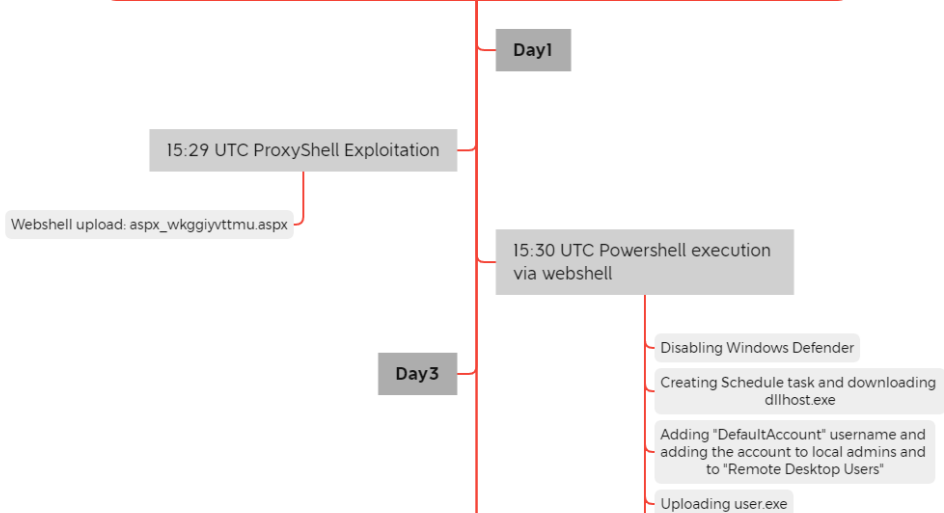 Day1
15:29 UTC ProxyShell Exploitation
Webshell upload: aspx_wkggiyvttmu.aspx
15:30 UTC Powershell execution
via webshell
Disabling Windows Defender
Creating Schedule task and downloading
dllhost.exe
Adding "DefaultAccount" username and
adding the account to local admins and
to "Remote Desktop Users"
Uploading user.exe
Day3